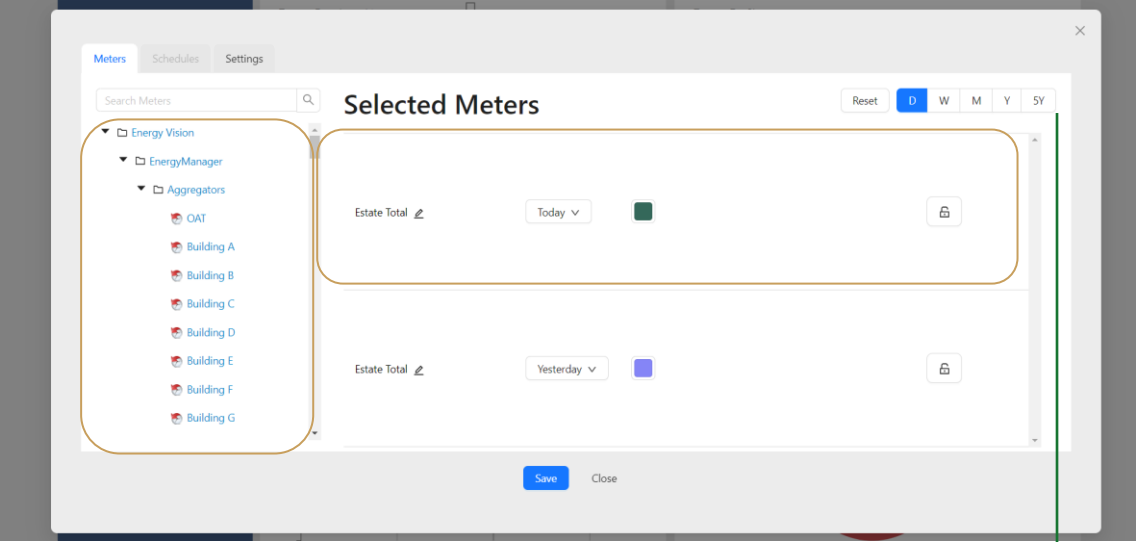 Meters Schedules Settings
Search Meters
Energy Vision
EnergyManager
Aggregators
OAT
Building A
Building B
Building C
Building D
Building E
Building F
Building G
Selected Meters
Reset D W M Y 5Y
Estate Total Today
Estate Total Yesterday
Save Close